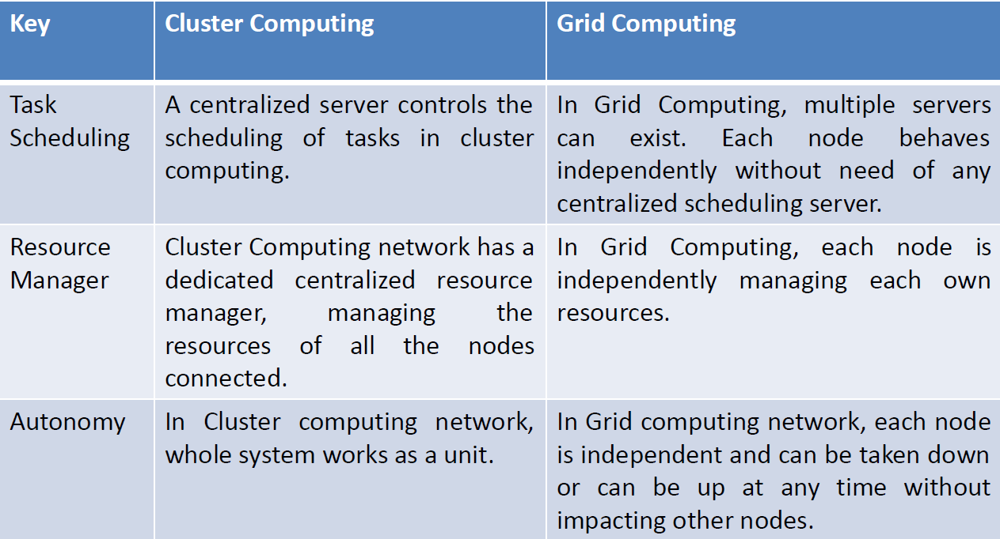 Key
Cluster Computing
Grid Computing
Task
Scheduling
A centralized server controls the
scheduling of tasks in cluster
computing.
In Grid Computing, multiple servers
can exist. Each node behaves
independently without need of any
centralized scheduling server.
Resource
Manager
Cluster Computing network has a
dedicated centralized resource
manager, managing the
resources of all the nodes
connected.
In Grid Computing, each node is
independently managing each own
resources.
Autonomy
In Cluster computing network,
whole system works as a unit.
In Grid computing network, each node
is independent and can be taken down
or can be up at any time without
impacting other nodes.